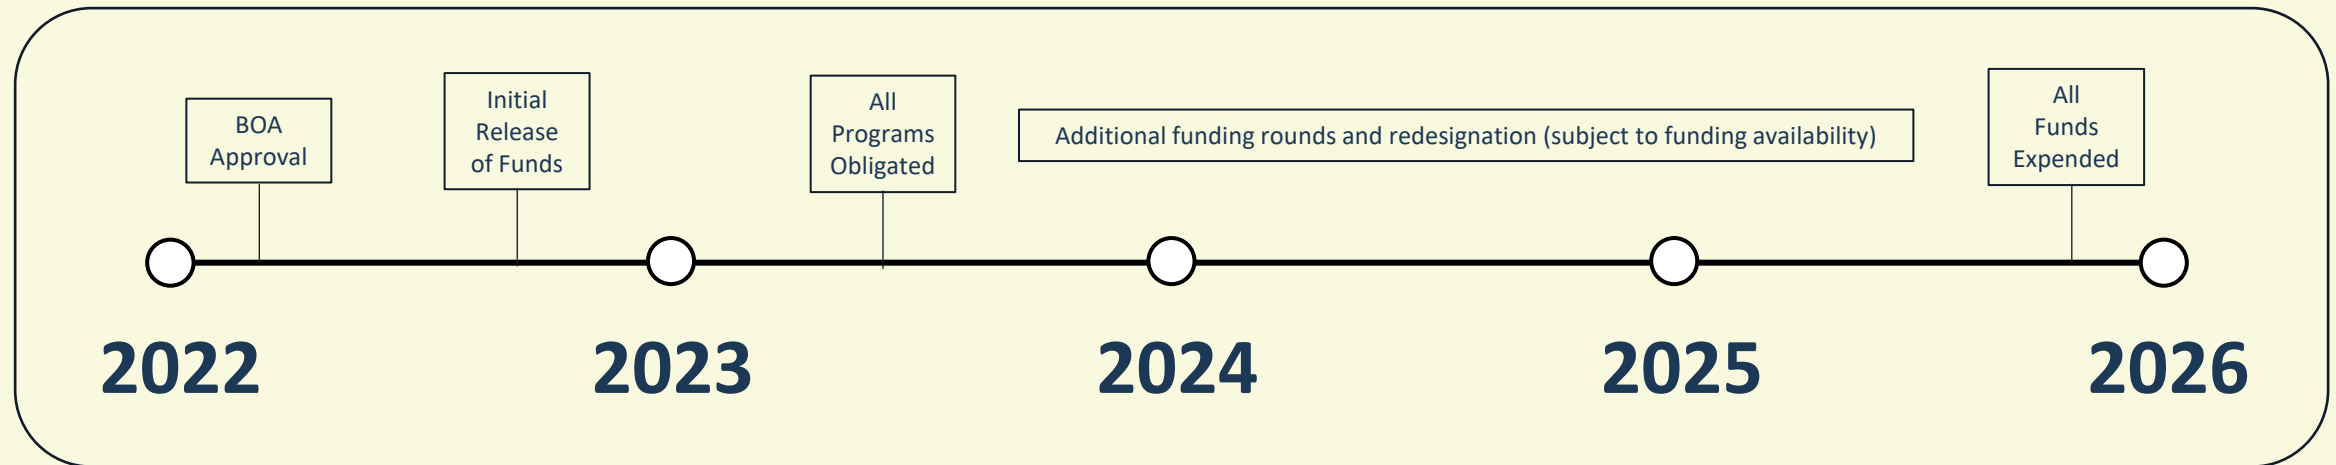 BOA
Approval
Initial
Release
of Funds
All
Programs
Obligated
Additional funding rounds and redesignation (subject to funding availability)
All
Funds
Expended
2022
2023
2024
2025
2026